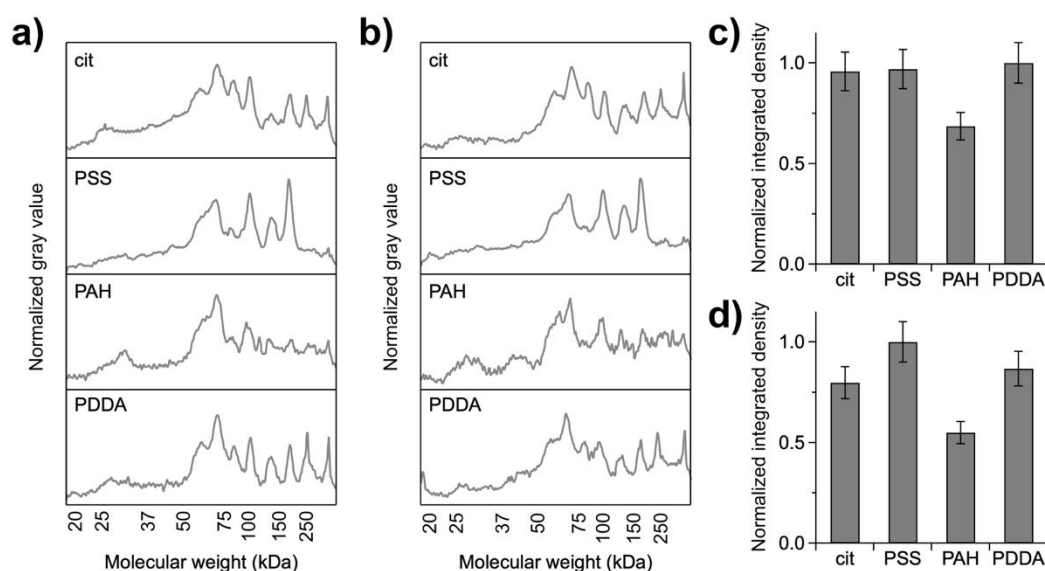 a)
cit
PSS
PAH
PDDA
Normalized gray value
20 25 37 50 75 100 150 250
Molecular weight (kDa)
b)
cit
PSS
PAH
PDDA
Normalized gray value
20 25 37 50 75 100 150 250
Molecular weight (kDa)
c)
Normalized integrated density
1.0
0.5
0.0
cit PSS PAH PDDA
d)
Normalized integrated density
1.0
0.5
0.0
cit PSS PAH PDDA